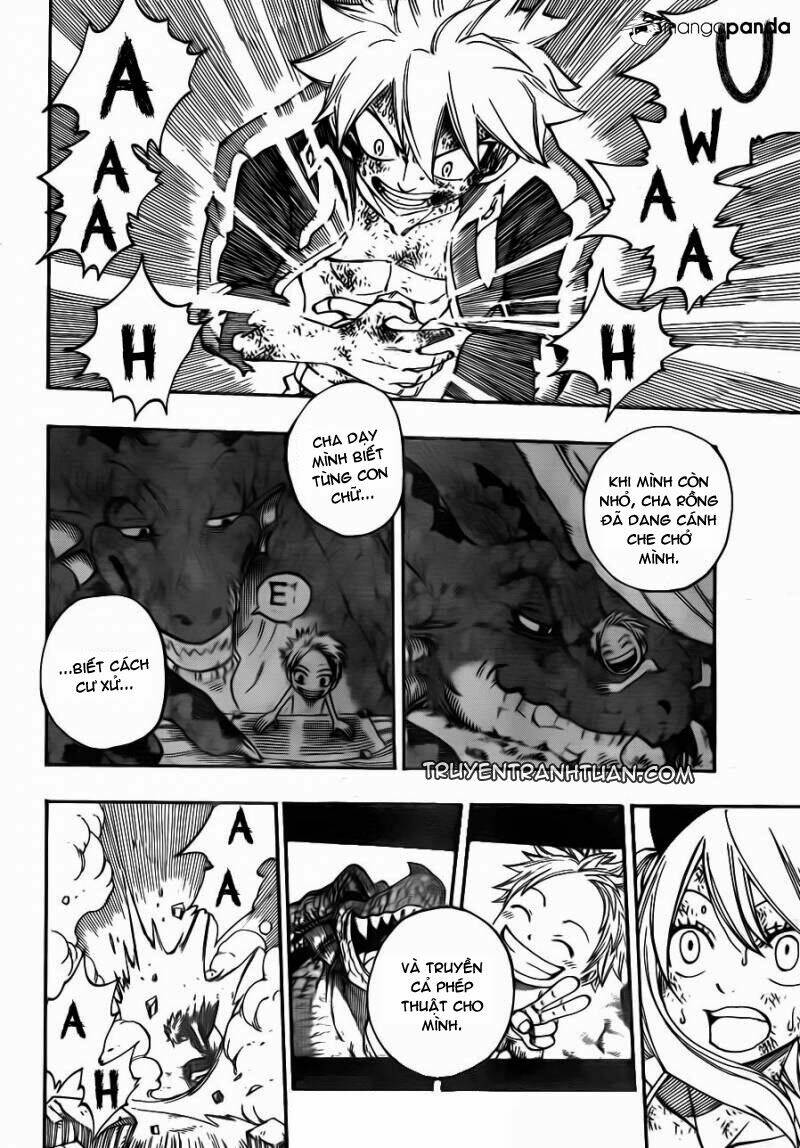 mangapanda
U
W
A
A
H
A
A
A
H
KHI MÌNH CÒN
NHỎ, CHA RỒNG
ĐÃ DANG CÁNH
CHE CHỞ
MÌNH.
CHA DẠY
MÌNH BIẾT
TỪNG CON
CHỮ...
E
...BIẾT CÁCH
CƯ XỬ...
TRUYENTRANHTUAN.COM
VÀ TRUYỀN
CẢ PHÉP
THUẬT CHO
MÌNH.
A
A
A
H